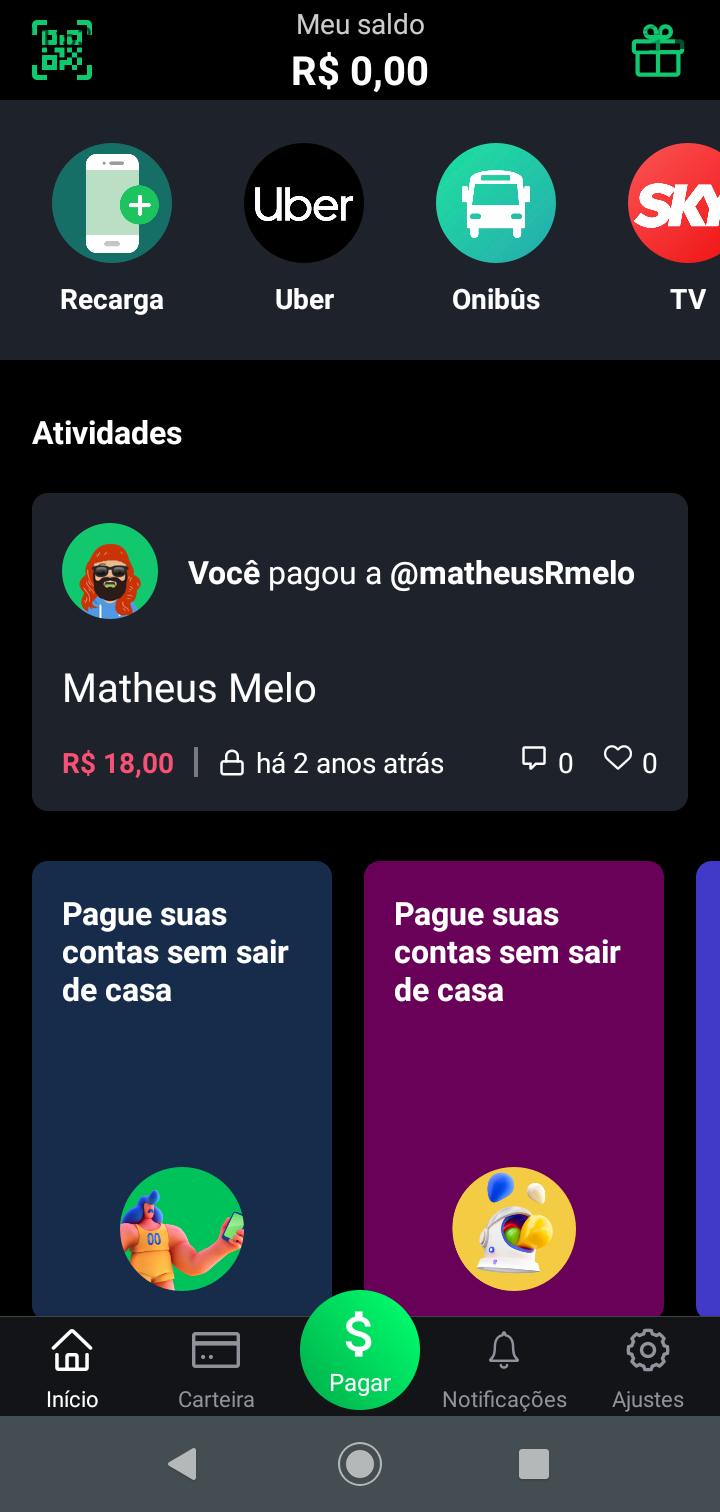 Meu saldo
R$ 0,00
Uber
SKY
Recarga
Uber
Onibûs
TV
Atividades
Você pagou a @matheusRmelo
Matheus Melo
R$ 18,00
há 2 anos atrás
0
0
Pague suas
contas sem sair
de casa
Pague suas
contas sem sair
de casa
00
$
Pagar
Início
Carteira
Notificações
Ajustes